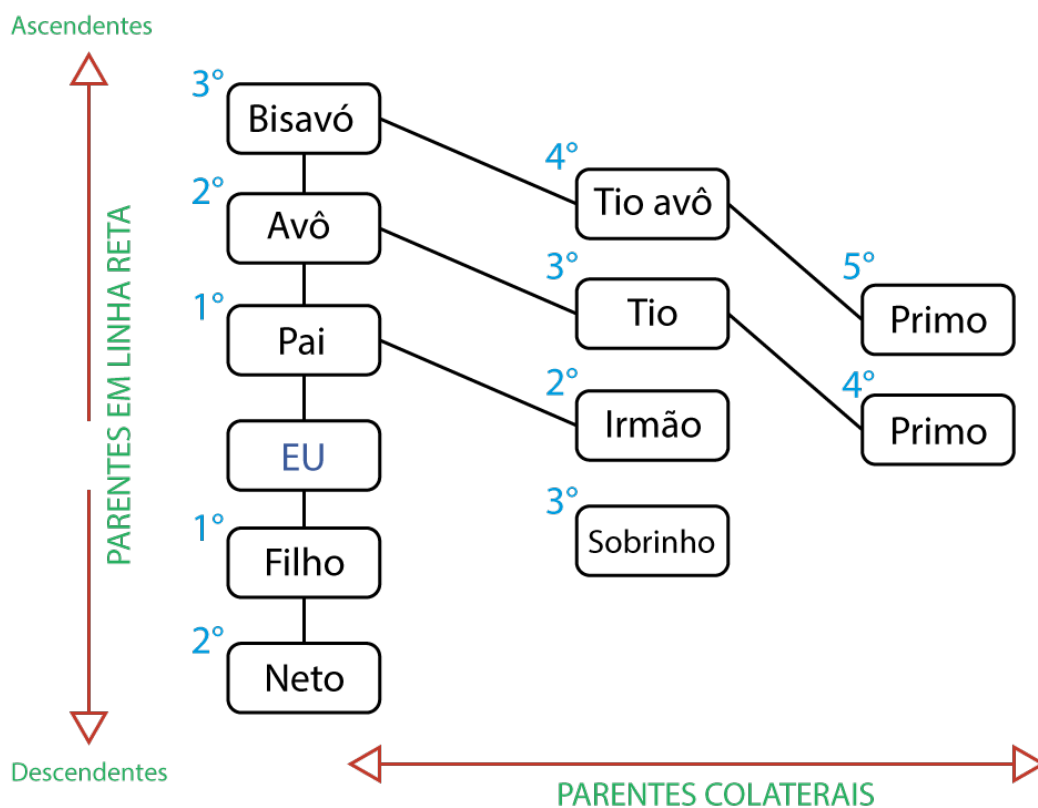 Ascendentes
3°
Bisavó
4°
Tio avô
2°
Avô
3°
Tio
5°
Primo
1°
Pai
2°
Irmão
4°
Primo
EU
3°
Sobrinho
1°
Filho
2°
Neto
PARENTES EM LINHA RETA
Descendentes
PARENTES COLATERAIS